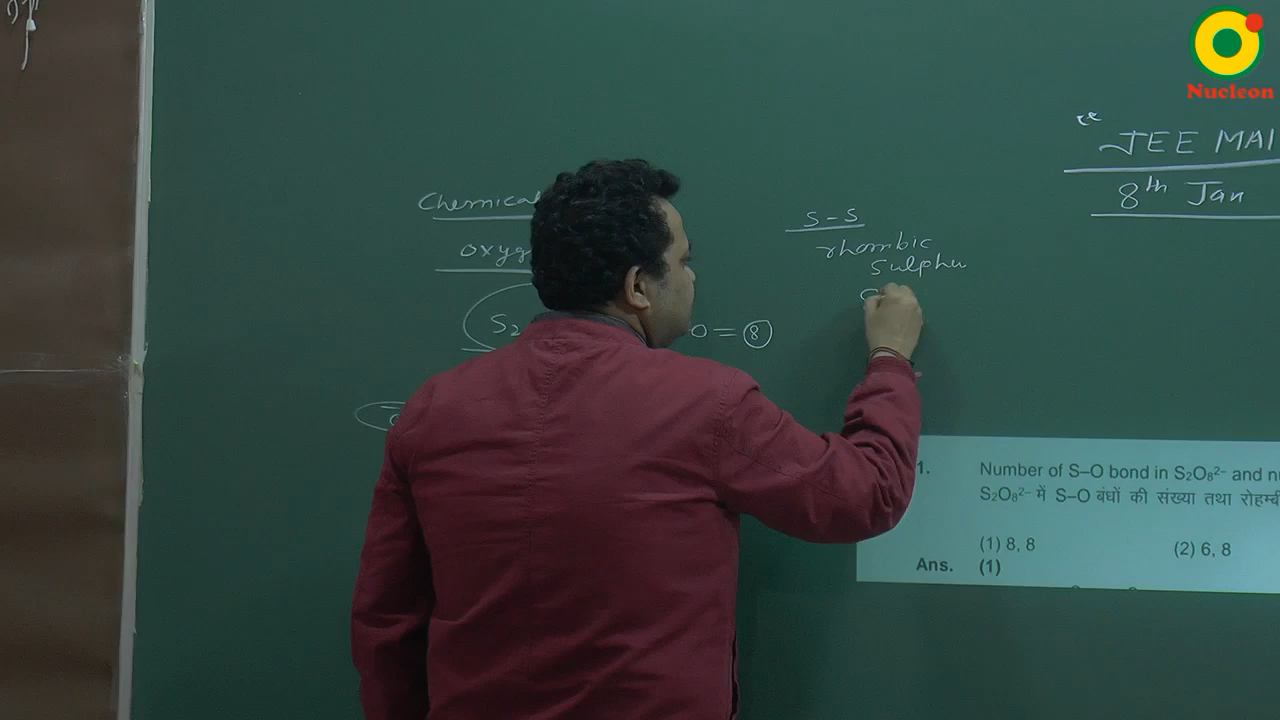 Nucleon
JEE MAI
8th Jan
Chemical
oxyg
S-S
rhombic
sulphu
S₂
O = 8
1. Number of S–O bond in S₂O₈²⁻ and nu
S₂O₈²⁻ में S–O बंधों की संख्या तथा रोहम्बी
(1) 8, 8 (2) 6, 8
Ans. (1)